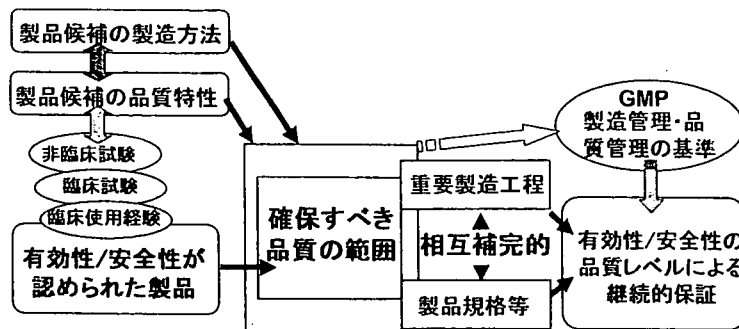 製品候補の製造方法
製品候補の品質特性
非臨床試験
臨床試験
臨床使用経験
有効性/安全性が
認められた製品
確保すべき
品質の範囲
重要製造工程
相互補完的
製品規格等
GMP
製造管理・品
質管理の基準
有効性/安全性の
品質レベルによる
継続的保証